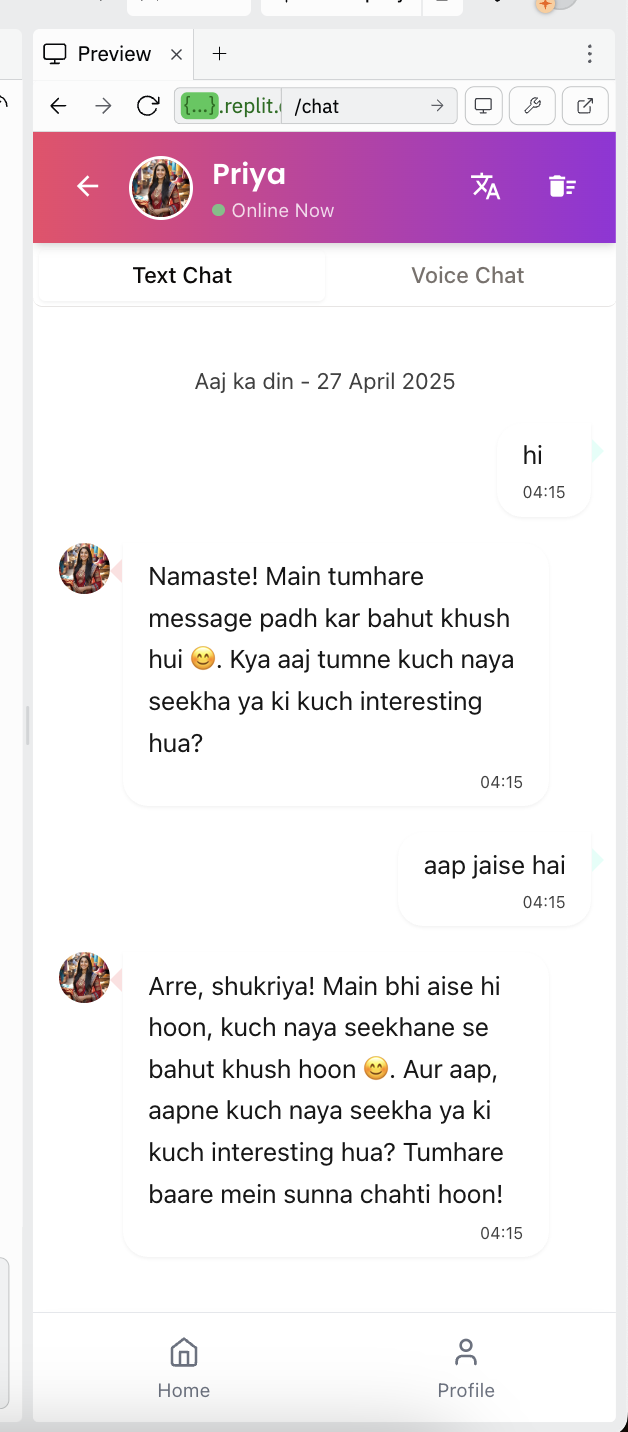 Preview
{...}.replit.
/chat
Priya
Online Now
Text Chat
Voice Chat
Aaj ka din - 27 April 2025
hi
04:15
Namaste! Main tumhare
message padh kar bahut khush
hui 😊. Kya aaj tumne kuch naya
seekha ya ki kuch interesting
hua?
04:15
aap jaise hai
04:15
Arre, shukriya! Main bhi aise hi
hoon, kuch naya seekhane se
bahut khush hoon 😊. Aur aap,
aapne kuch naya seekha ya ki
kuch interesting hua? Tumhare
baare mein sunna chahti hoon!
04:15
Home
Profile